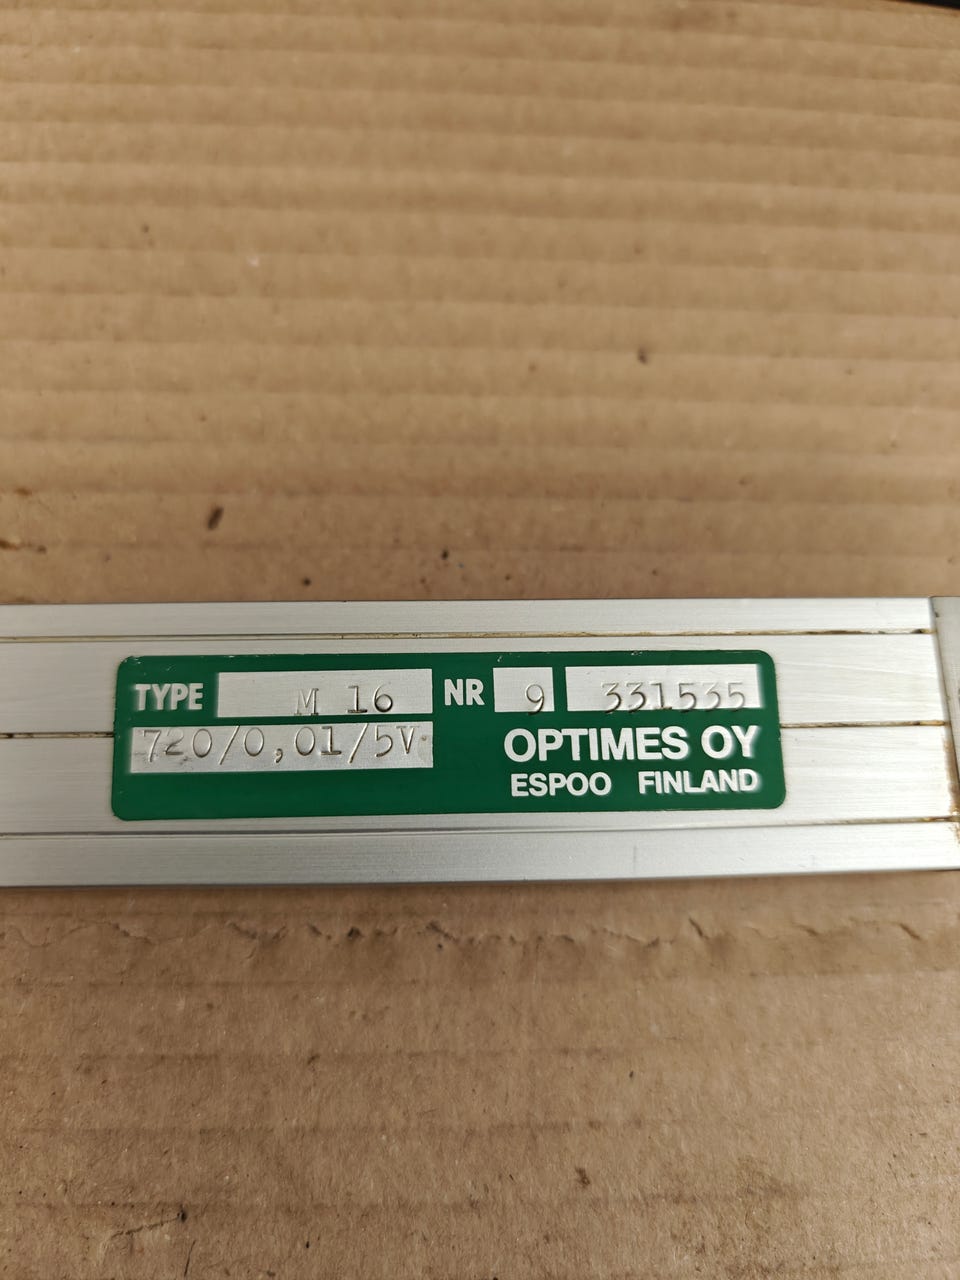 TYPE M 16 NR 9 331535
720/0,01/5V
OPTIMES OY
ESPOO FINLAND